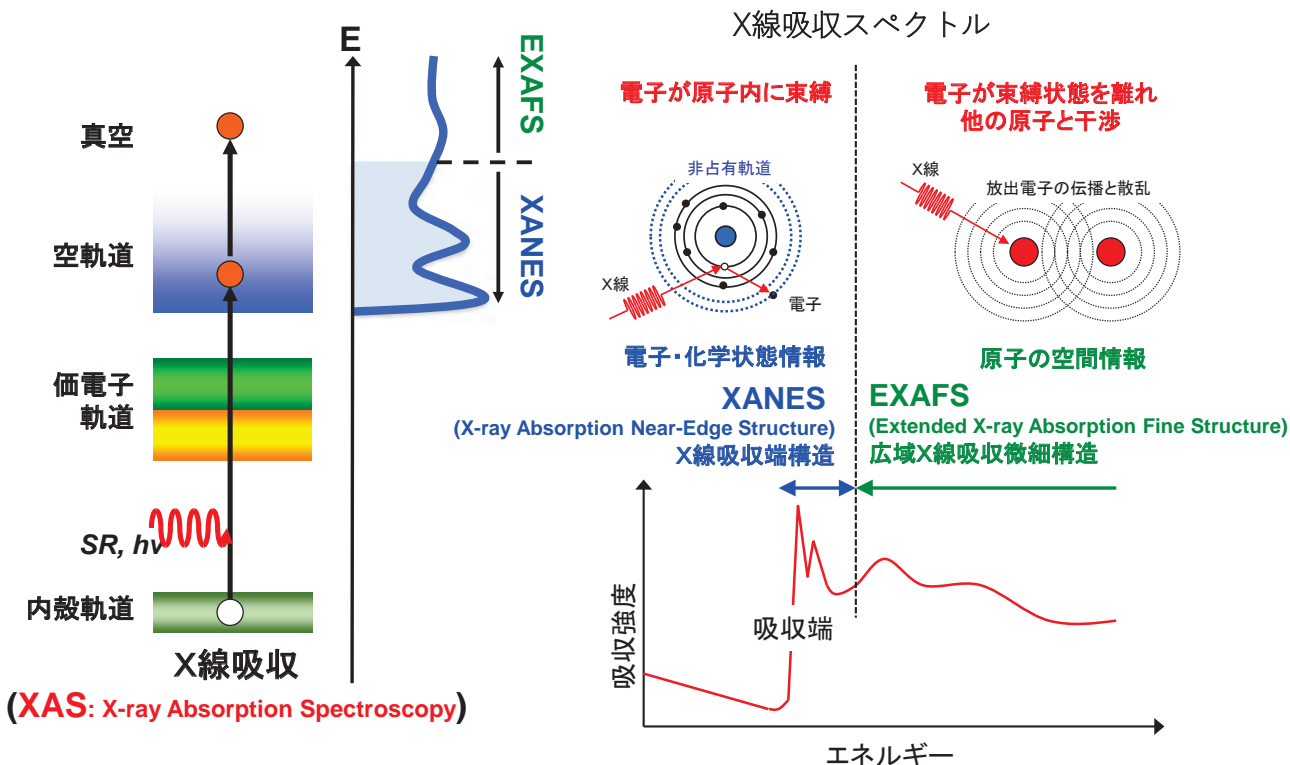 E
EXAFS
XANES
真空
空軌道
価電子
軌道
SR, hν
内殻軌道
X線吸収
(XAS: X-ray Absorption Spectroscopy)
X線吸収スペクトル
電子が原子内に束縛
非占有軌道
X線
電子
電子・化学状態情報
XANES
(X-ray Absorption Near-Edge Structure)
X線吸収端構造
電子が束縛状態を離れ
他の原子と干渉
X線
放出電子の伝播と散乱
原子の空間情報
EXAFS
(Extended X-ray Absorption Fine Structure)
広域X線吸収微細構造
吸収強度
吸収端
エネルギー